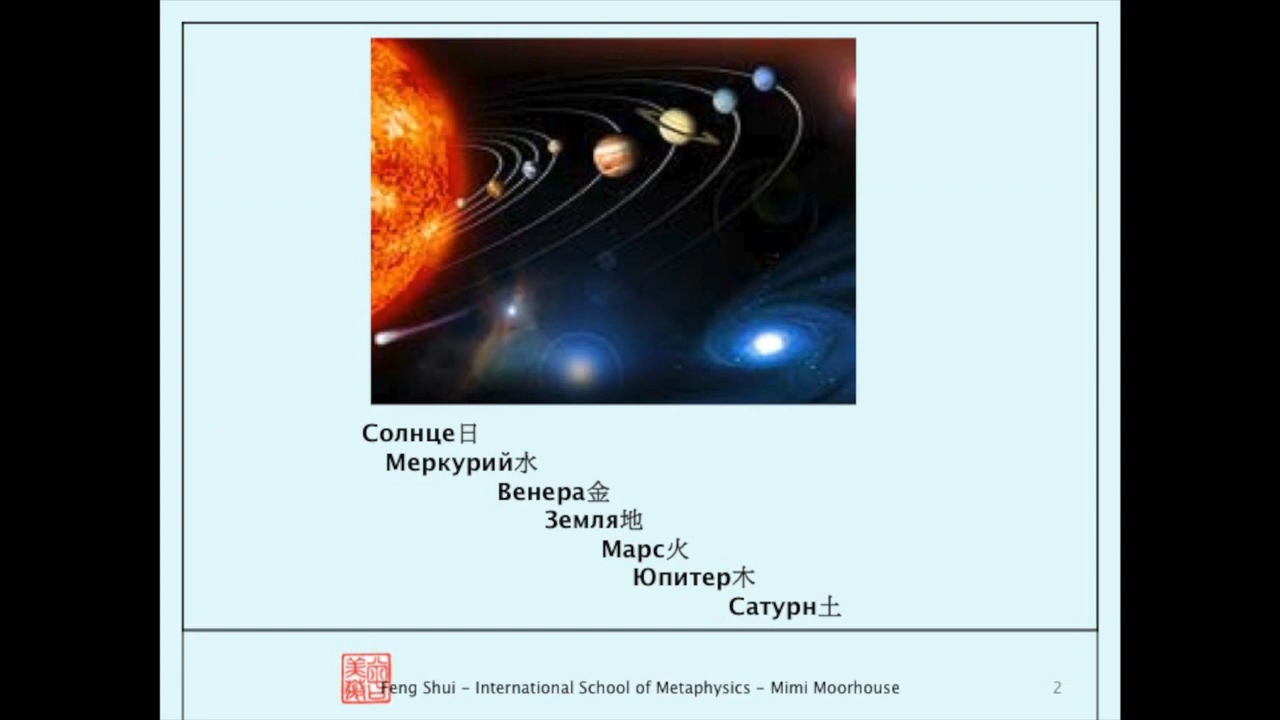 Солнце日
Меркурий水
Венера金
Земля地
Марс火
Юпитер木
Сатурн土
Feng Shui – International School of Metaphysics – Mimi Moorhouse
2